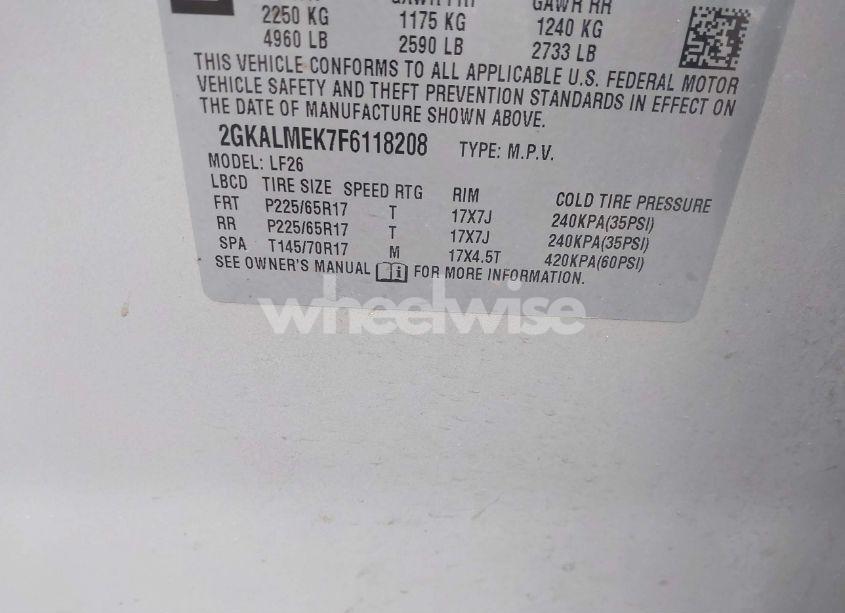 GAWR RR
2250 KG 1175 KG 1240 KG
4960 LB 2590 LB 2733 LB
THIS VEHICLE CONFORMS TO ALL APPLICABLE U.S. FEDERAL MOTOR
VEHICLE SAFETY AND THEFT PREVENTION STANDARDS IN EFFECT ON
THE DATE OF MANUFACTURE SHOWN ABOVE.
2GKALMEK7F6118208 TYPE: M.P.V.
MODEL: LF26
LBCD TIRE SIZE SPEED RTG RIM COLD TIRE PRESSURE
FRT P225/65R17 T 17X7J 240KPA(35PSI)
RR P225/65R17 T 17X7J 240KPA(35PSI)
SPA T145/70R17 M 17X4.5T 420KPA(60PSI)
SEE OWNER'S MANUAL FOR MORE INFORMATION.
wheelwise